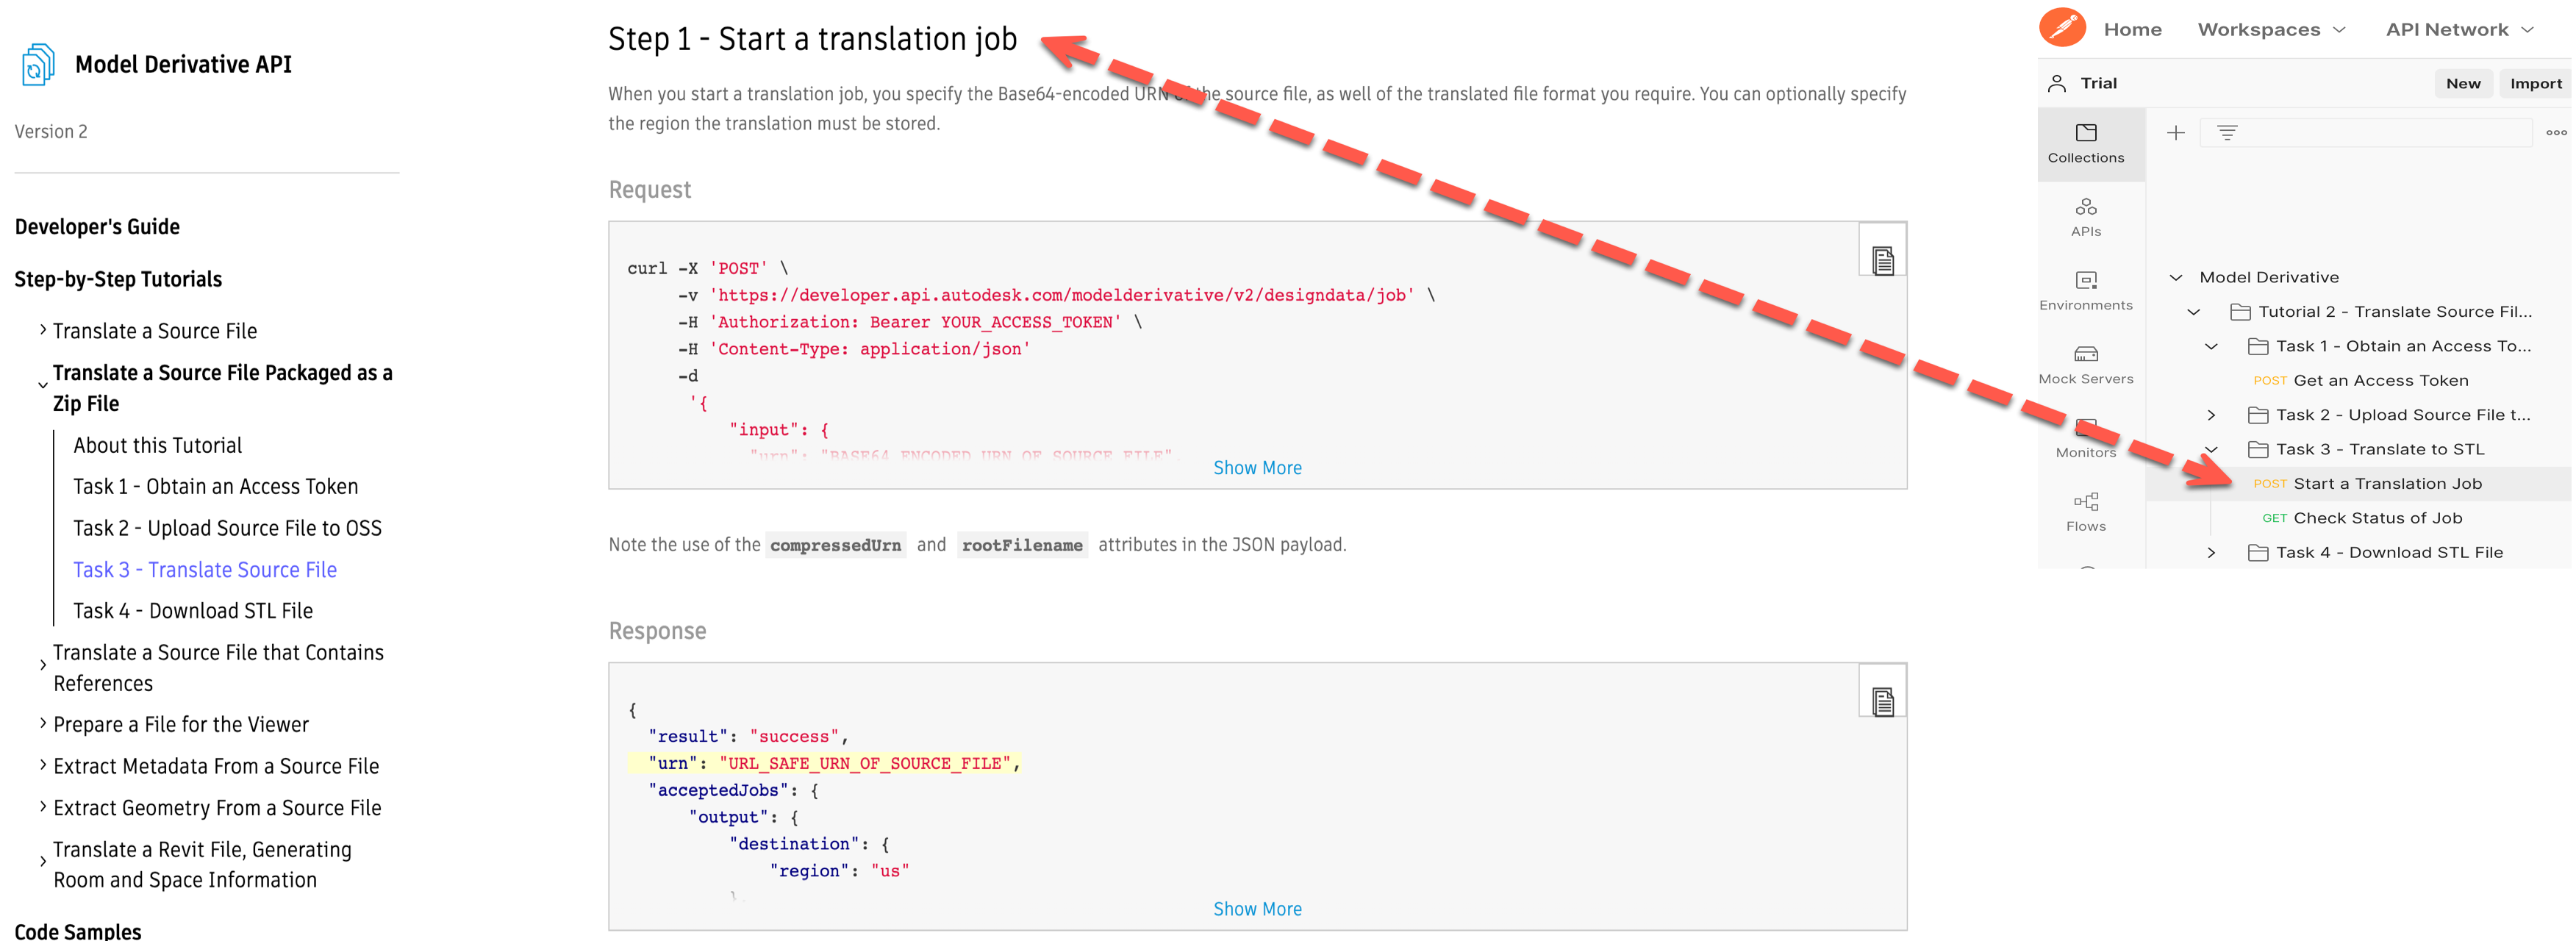 Model Derivative API
Version 2
Developer's Guide
Step-by-Step Tutorials
Translate a Source File
Translate a Source File Packaged as a
Zip File
About this Tutorial
Task 1 - Obtain an Access Token
Task 2 - Upload Source File to OSS
Task 3 - Translate Source File
Task 4 - Download STL File
Translate a Source File that Contains
References
Prepare a File for the Viewer
Extract Metadata From a Source File
Extract Geometry From a Source File
Translate a Revit File, Generating
Room and Space Information
Code Samples
Step 1 - Start a translation job
When you start a translation job, you specify the Base64-encoded URN of the source file, as well of the translated file format you require. You can optionally specify
the region the translation must be stored.
Request
curl -X 'POST' \
-v 'https://developer.api.autodesk.com/modelderivative/v2/designdata/job' \
-H 'Authorization: Bearer YOUR_ACCESS_TOKEN' \
-H 'Content-Type: application/json'
-d
'{
"input": {
"urn": "BASE64_ENCODED_URN_OF_SOURCE_FILE",
Show More
Note the use of the compressedUrn and rootFilename attributes in the JSON payload.
Response
{
"result": "success",
"urn": "URL_SAFE_URN_OF_SOURCE_FILE",
"acceptedJobs": {
"output": {
"destination": {
"region": "us"
},
Show More
Home Workspaces API Network
Trial New Import
Collections
APIs
Environments
Mock Servers
Monitors
Flows
Model Derivative
Tutorial 2 - Translate Source Fil...
Task 1 - Obtain an Access To...
POST Get an Access Token
Task 2 - Upload Source File t...
Task 3 - Translate to STL
POST Start a Translation Job
GET Check Status of Job
Task 4 - Download STL File